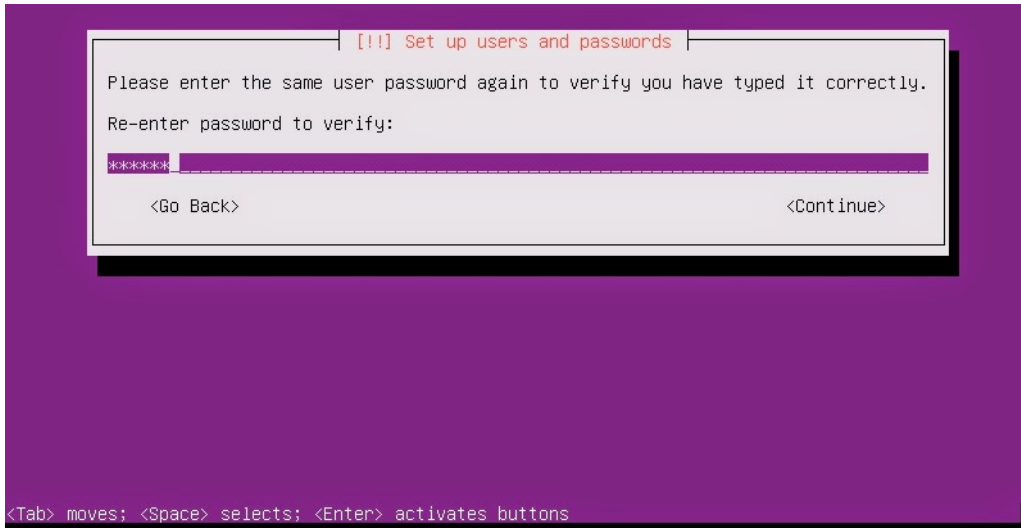 [!!] Set up users and passwords
Please enter the same user password again to verify you have typed it correctly.
Re-enter password to verify:
******
<Go Back> <Continue>
<Tab> moves; <Space> selects; <Enter> activates buttons